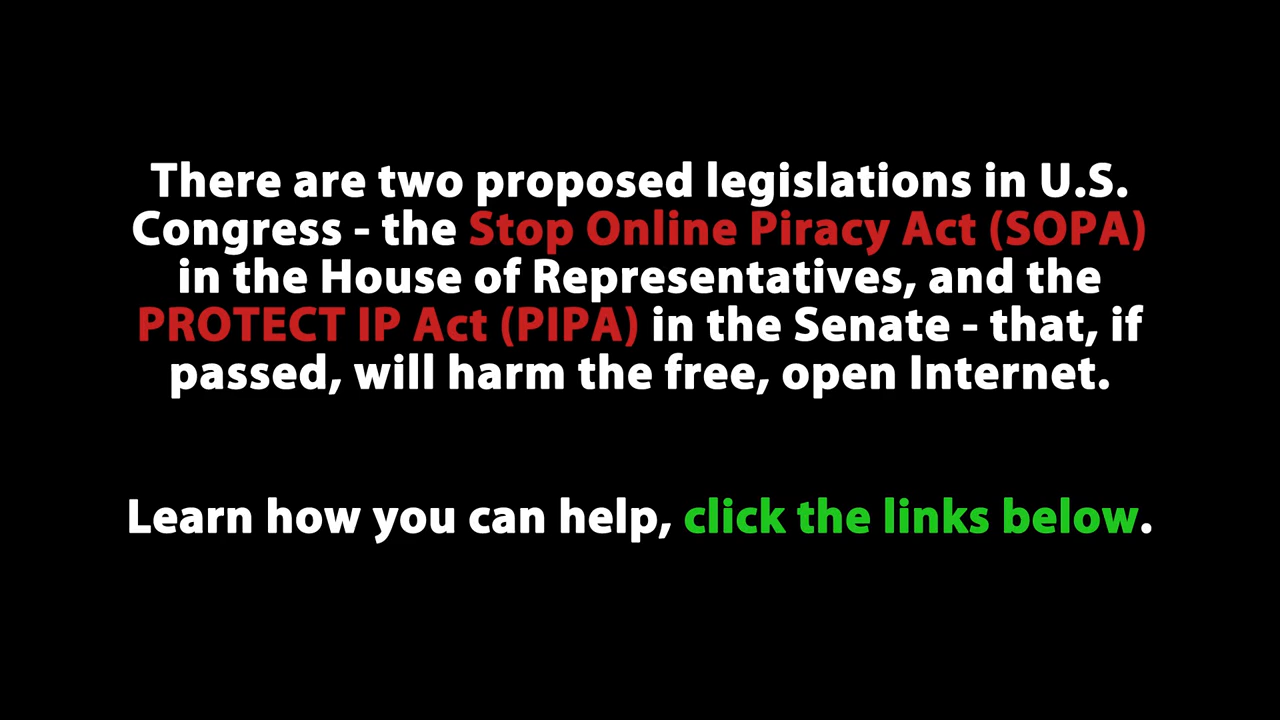 There are two proposed legislations in U.S.
Congress - the Stop Online Piracy Act (SOPA)
in the House of Representatives, and the
PROTECT IP Act (PIPA) in the Senate - that, if
passed, will harm the free, open Internet.
Learn how you can help, click the links below.